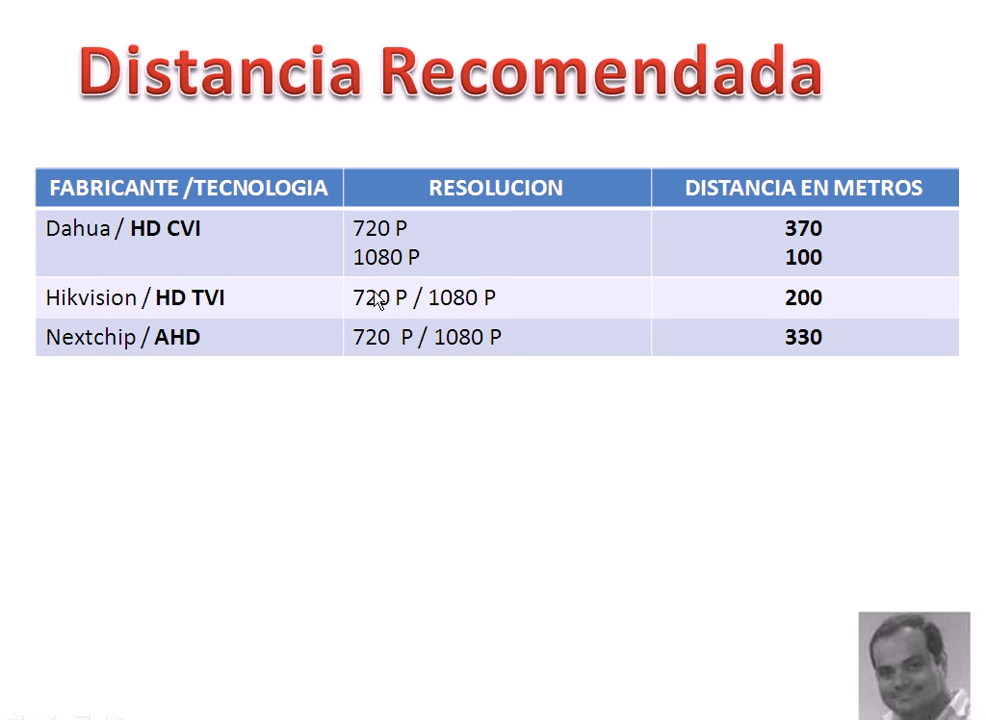 Distancia Recomendada
FABRICANTE /TECNOLOGIA RESOLUCION DISTANCIA EN METROS
Dahua / HD CVI 720 P 370
1080 P 100
Hikvision / HD TVI 720 P / 1080 P 200
Nextchip / AHD 720 P / 1080 P 330